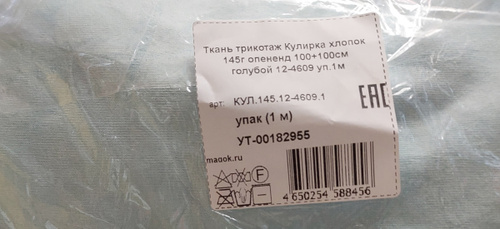 Ткань трикотаж Кулирка хлопок
145г опененд 100+100см
голубой 12-4609 уп.1м
арт. КУЛ.145.12-4609.1
EAC
упак (1 м)
УТ-00182955
magok.ru
F
4 650254 588456